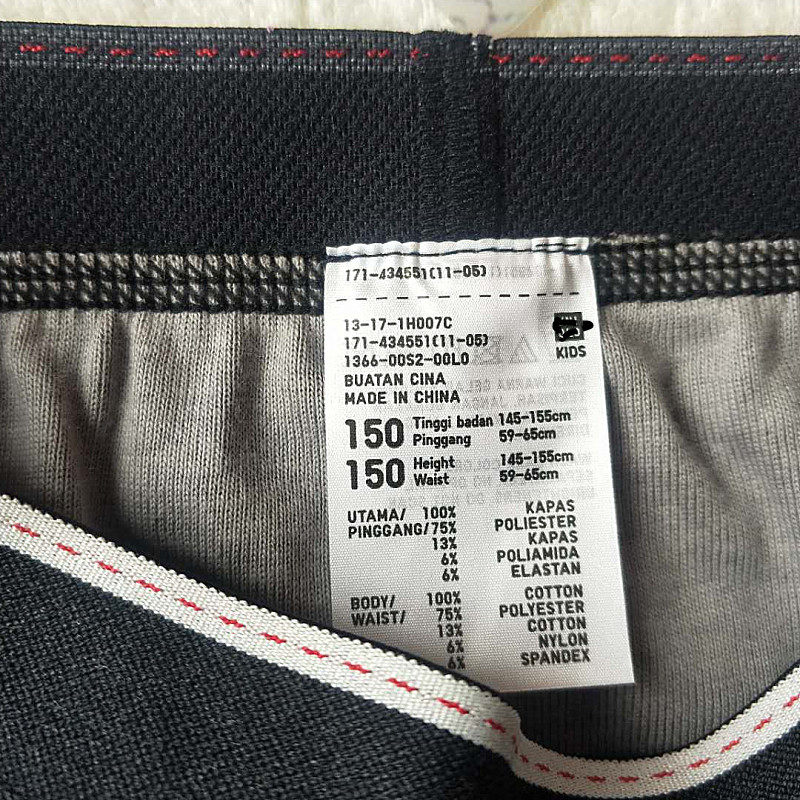 171-434551(11-05)
13-17-1H007C
171-434551(11-05)
1366-00S2-00L0
KIDS
BUATAN CINA
MADE IN CHINA
150 Tinggi badan 145-155cm
Pinggang 59-65cm
150 Height 145-155cm
Waist 59-65cm
UTAMA/ 100% KAPAS
PINGGANG/75% POLIESTER
13% KAPAS
6% POLIAMIDA
6% ELASTAN
BODY/ 100% COTTON
WAIST/ 75% POLYESTER
13% COTTON
6% NYLON
6% SPANDEX